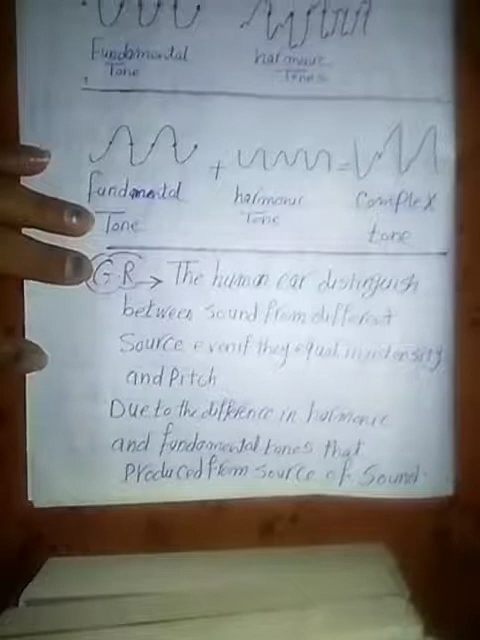 Fundamental
Tone
harmonic
Tones
+
=
fundmental
Tone
harmonic
Tone
Complex
tone
G.R → The human ear distinguish
between sound from different
Source even if they equal in intensity
and Pitch
Due to the difference in harmonic
and fundamental tones that
Produced from source of Sound.